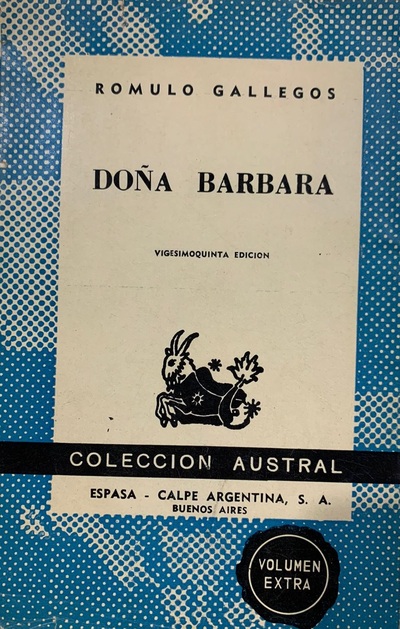 ROMULO GALLEGOS
DOÑA BARBARA
VIGESIMOQUINTA EDICION
COLECCION AUSTRAL
ESPASA - CALPE ARGENTINA, S. A.
BUENOS AIRES
VOLUMEN
EXTRA